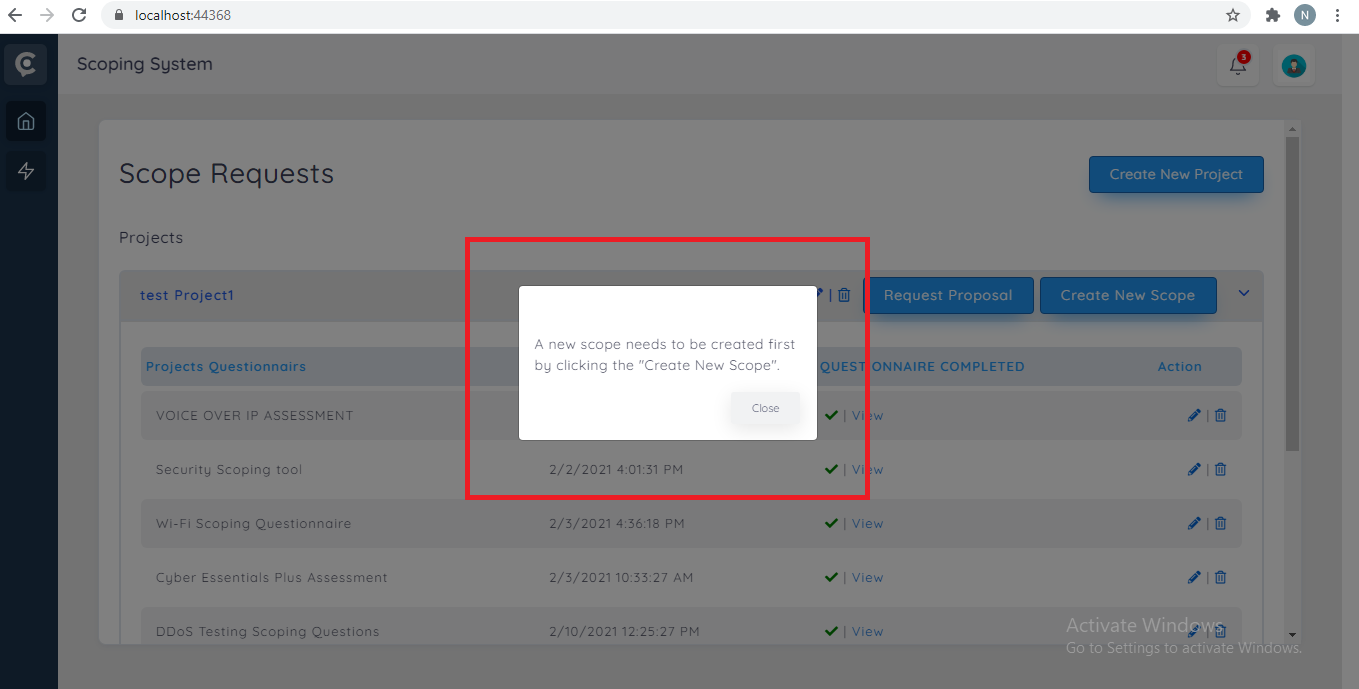 localhost:44368
N
Scoping System
3
Scope Requests
Create New Project
Projects
test Project1
|
Request Proposal
Create New Scope
A new scope needs to be created first
by clicking the "Create New Scope".
Close
Projects Questionnairs
QUESTIONNAIRE COMPLETED
Action
VOICE OVER IP ASSESSMENT
| View
|
Security Scoping tool
2/2/2021 4:01:31 PM
| View
|
Wi-Fi Scoping Questionnaire
2/3/2021 4:36:18 PM
| View
|
Cyber Essentials Plus Assessment
2/3/2021 10:33:27 AM
| View
|
DDoS Testing Scoping Questions
2/10/2021 12:25:27 PM
| View
|
Activate Windows
Go to Settings to activate Windows.